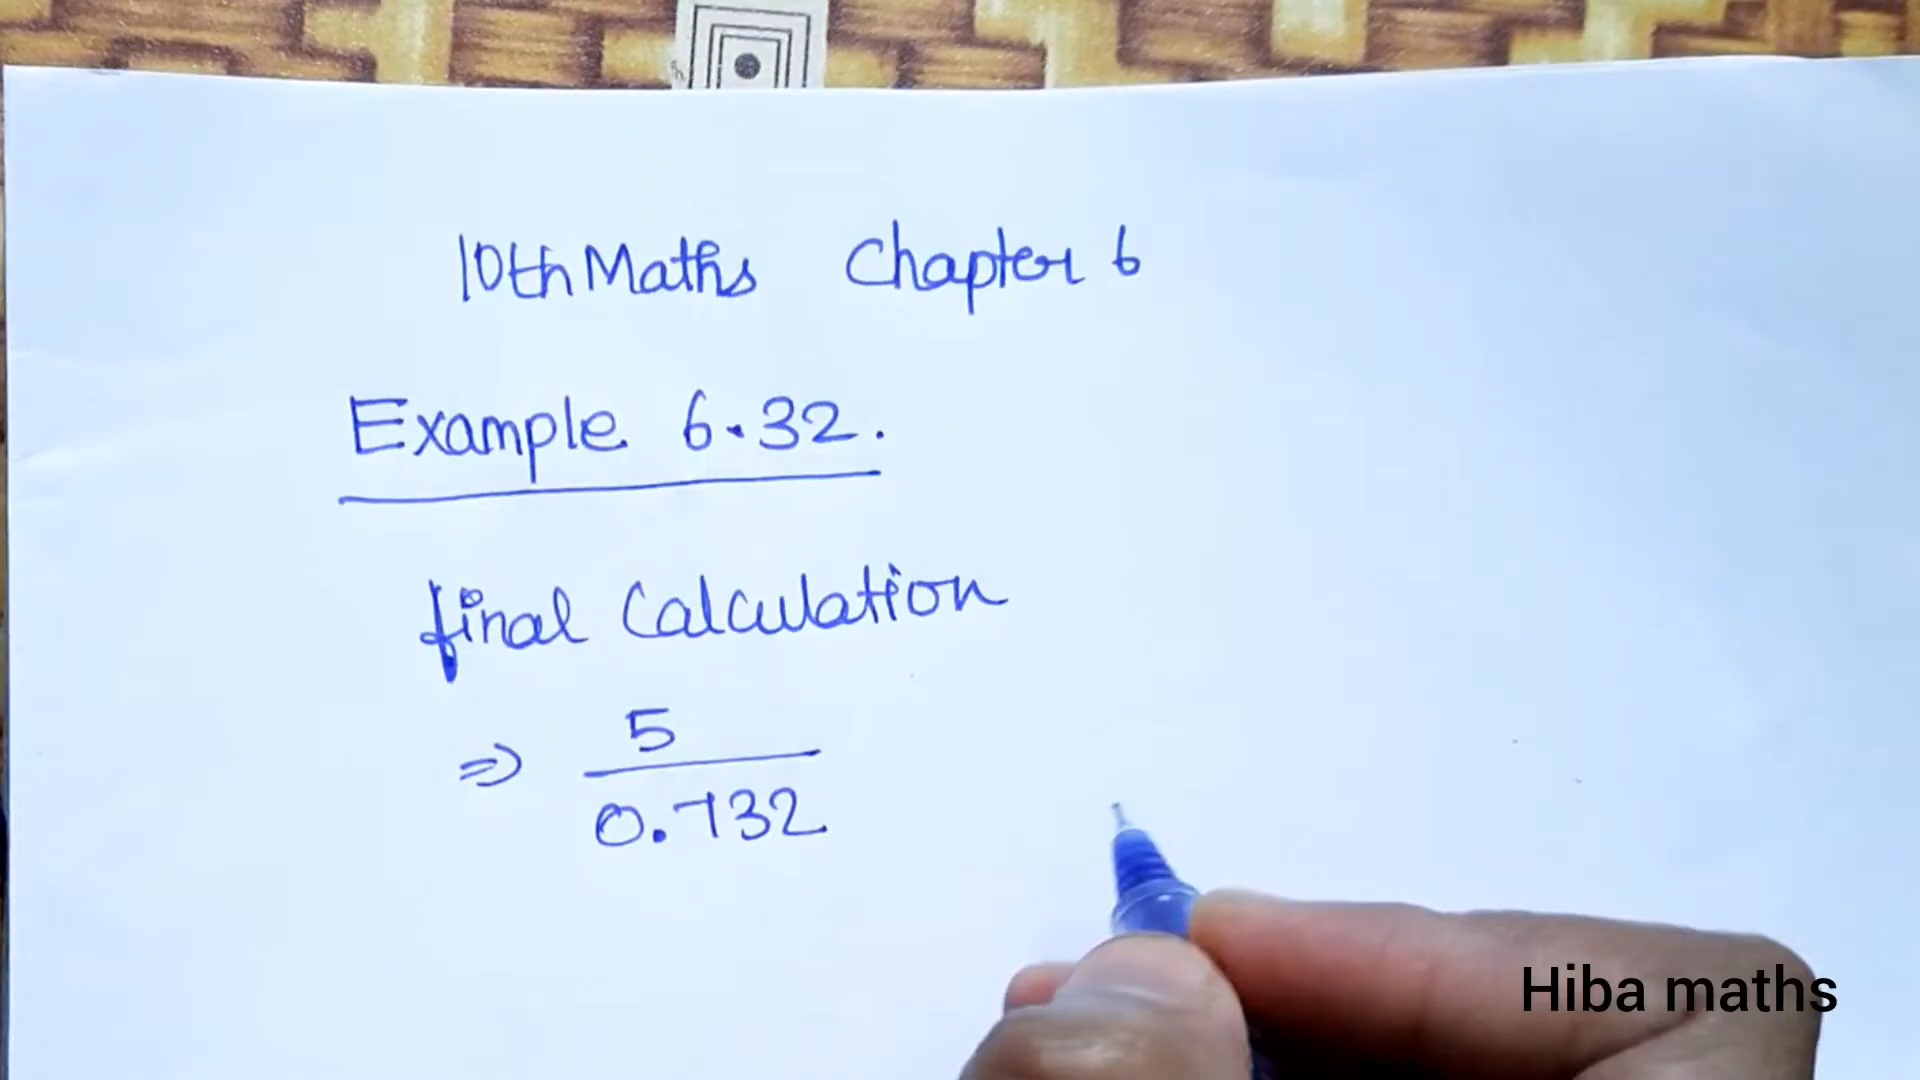 10th Maths Chapter 6
Example 6.32.
final Calculation
⇒ 5
0.732
Hiba maths